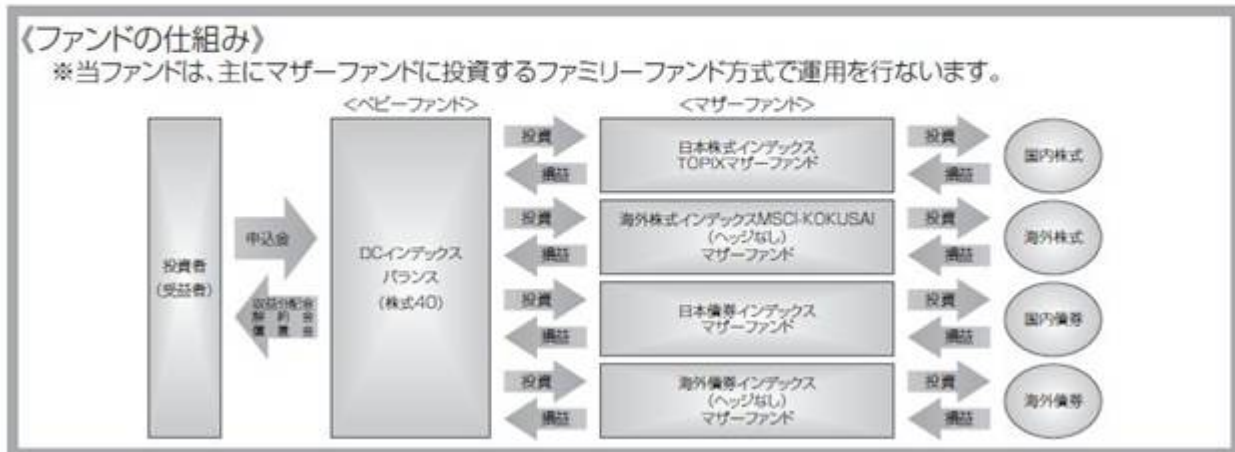 《ファンドの仕組み》
※当ファンドは、主にマザーファンドに投資するファミリーファンド方式で運用を行ないます。
<ベビーファンド>
<マザーファンド>
投資者
(受益者)
申込金
収益分配金
解約金
償還金
DCインデックス
バランス
(株式40)
投資
損益
日本株式インデックス
TOPIXマザーファンド
投資
損益
国内株式
投資
損益
海外株式インデックスMSCI-KOKUSAI
(ヘッジなし)
マザーファンド
投資
損益
海外株式
投資
損益
日本債券インデックス
マザーファンド
投資
損益
国内債券
投資
損益
海外債券インデックス
(ヘッジなし)
マザーファンド
投資
損益
海外債券